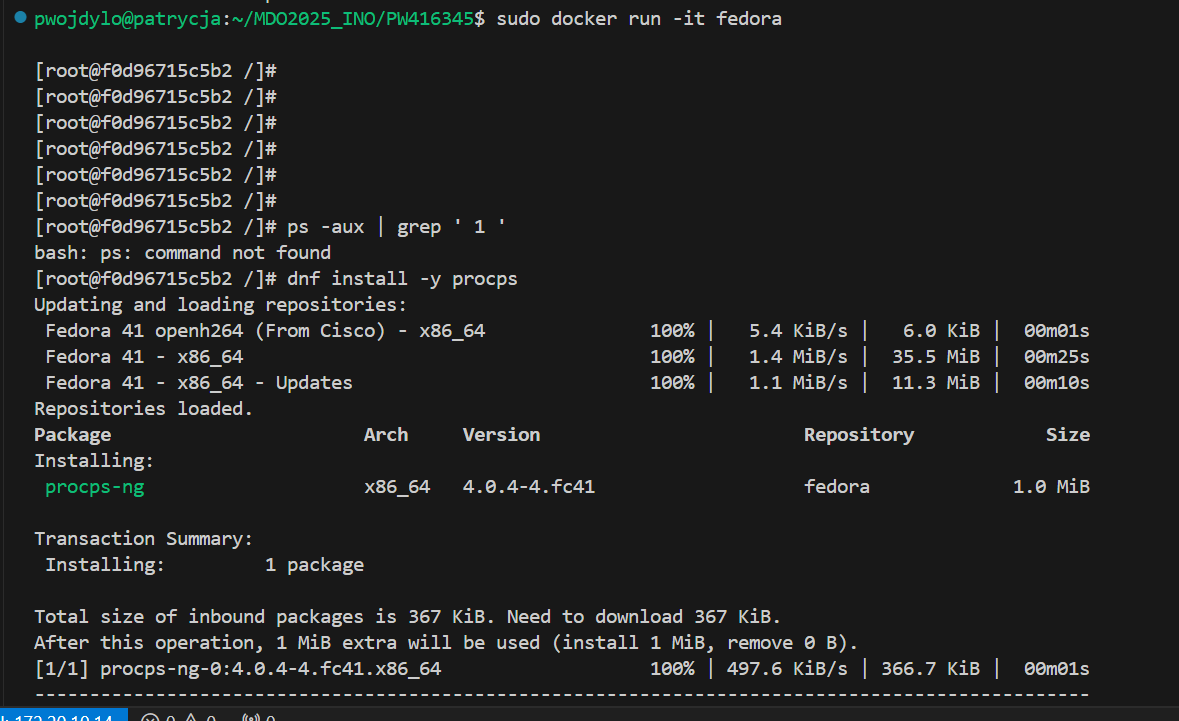 pwojdylo@patrycja:~/MDO2025_INO/PW416345$ sudo docker run -it fedora
[root@f0d96715c5b2 /]#
[root@f0d96715c5b2 /]#
[root@f0d96715c5b2 /]#
[root@f0d96715c5b2 /]#
[root@f0d96715c5b2 /]#
[root@f0d96715c5b2 /]#
[root@f0d96715c5b2 /]# ps -aux | grep ' 1 '
bash: ps: command not found
[root@f0d96715c5b2 /]# dnf install -y procps
Updating and loading repositories:
 Fedora 41 openh264 (From Cisco) - x86_64               100% |   5.4 KiB/s |   6.0 KiB |  00m01s
 Fedora 41 - x86_64                                     100% |   1.4 MiB/s |  35.5 MiB |  00m25s
 Fedora 41 - x86_64 - Updates                           100% |   1.1 MiB/s |  11.3 MiB |  00m10s
Repositories loaded.
Package                       Arch     Version                        Repository            Size
Installing:
 procps-ng                    x86_64   4.0.4-4.fc41                   fedora             1.0 MiB
Transaction Summary:
 Installing:         1 package
Total size of inbound packages is 367 KiB. Need to download 367 KiB.
After this operation, 1 MiB extra will be used (install 1 MiB, remove 0 B).
[1/1] procps-ng-0:4.0.4-4.fc41.x86_64                   100% | 497.6 KiB/s | 366.7 KiB |  00m01s
------------------------------------------------------------------------------------------------